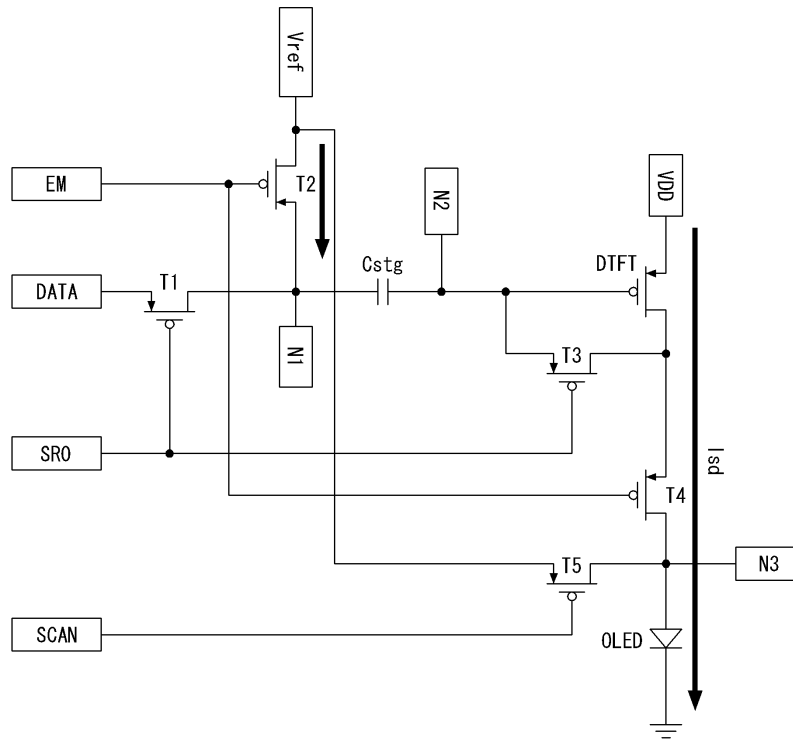 Vref
EM
T2
N2
VDD
DATA
T1
Cstg
DTFT
N1
T3
SRO
T4
Isd
T5
N3
SCAN
OLED